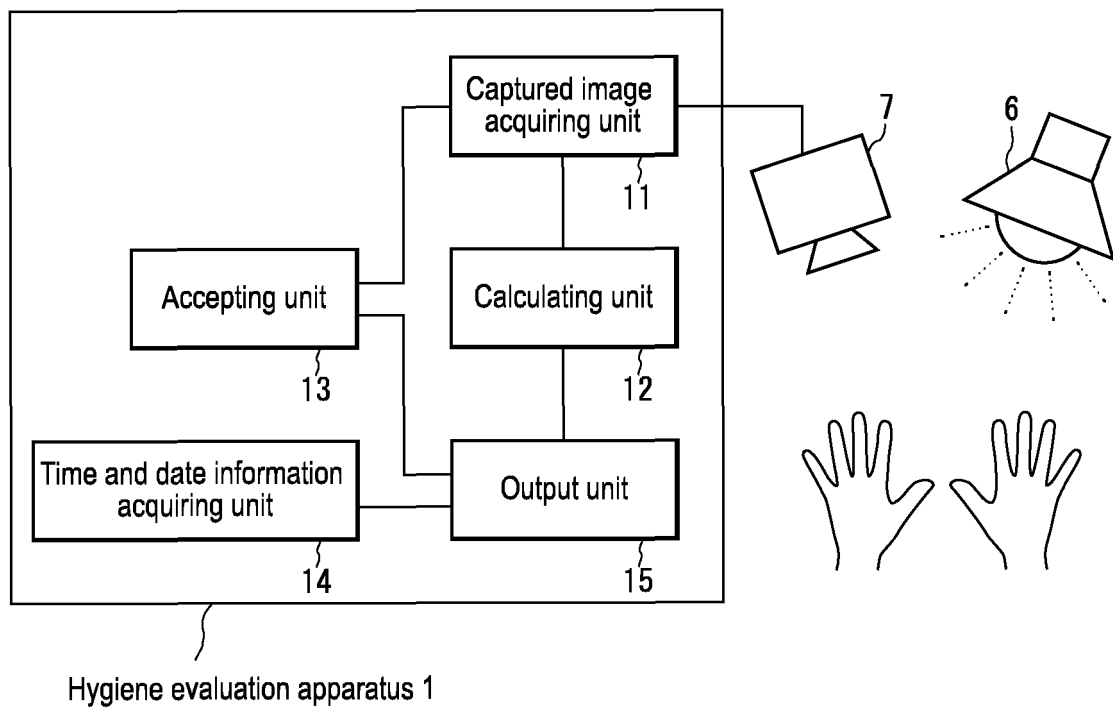 Captured image
acquiring unit
11
7
6
Accepting unit
13
Calculating unit
12
Time and date information
acquiring unit
14
Output unit
15
Hygiene evaluation apparatus 1